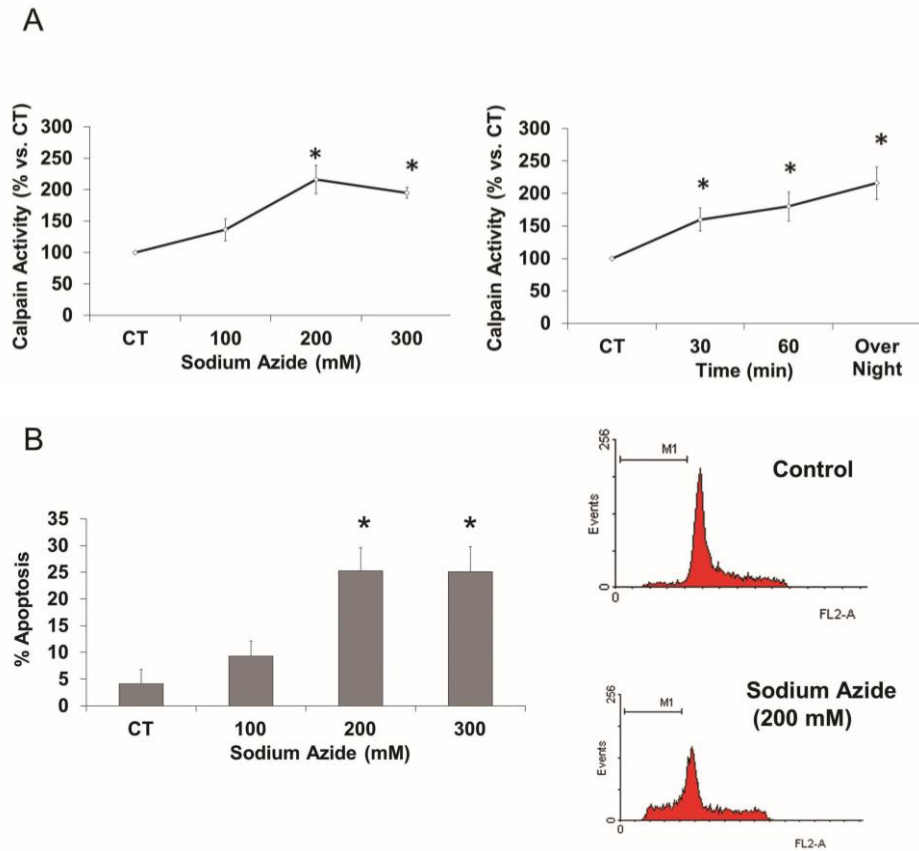 A
Calpain Activity (% vs. CT)
300
250
200
150
100
50
0
*
*
CT
100
200
300
Sodium Azide (mM)
Calpain Activity (% vs. CT)
300
250
200
150
100
50
0
*
*
*
CT
30
60
Over
Night
Time (min)
B
% Apoptosis
35
30
25
20
15
10
5
0
*
*
CT
100
200
300
Sodium Azide (mM)
256
Events
0
M1
Control
0
FL2-A
256
Events
0
M1
Sodium Azide
(200 mM)
0
FL2-A